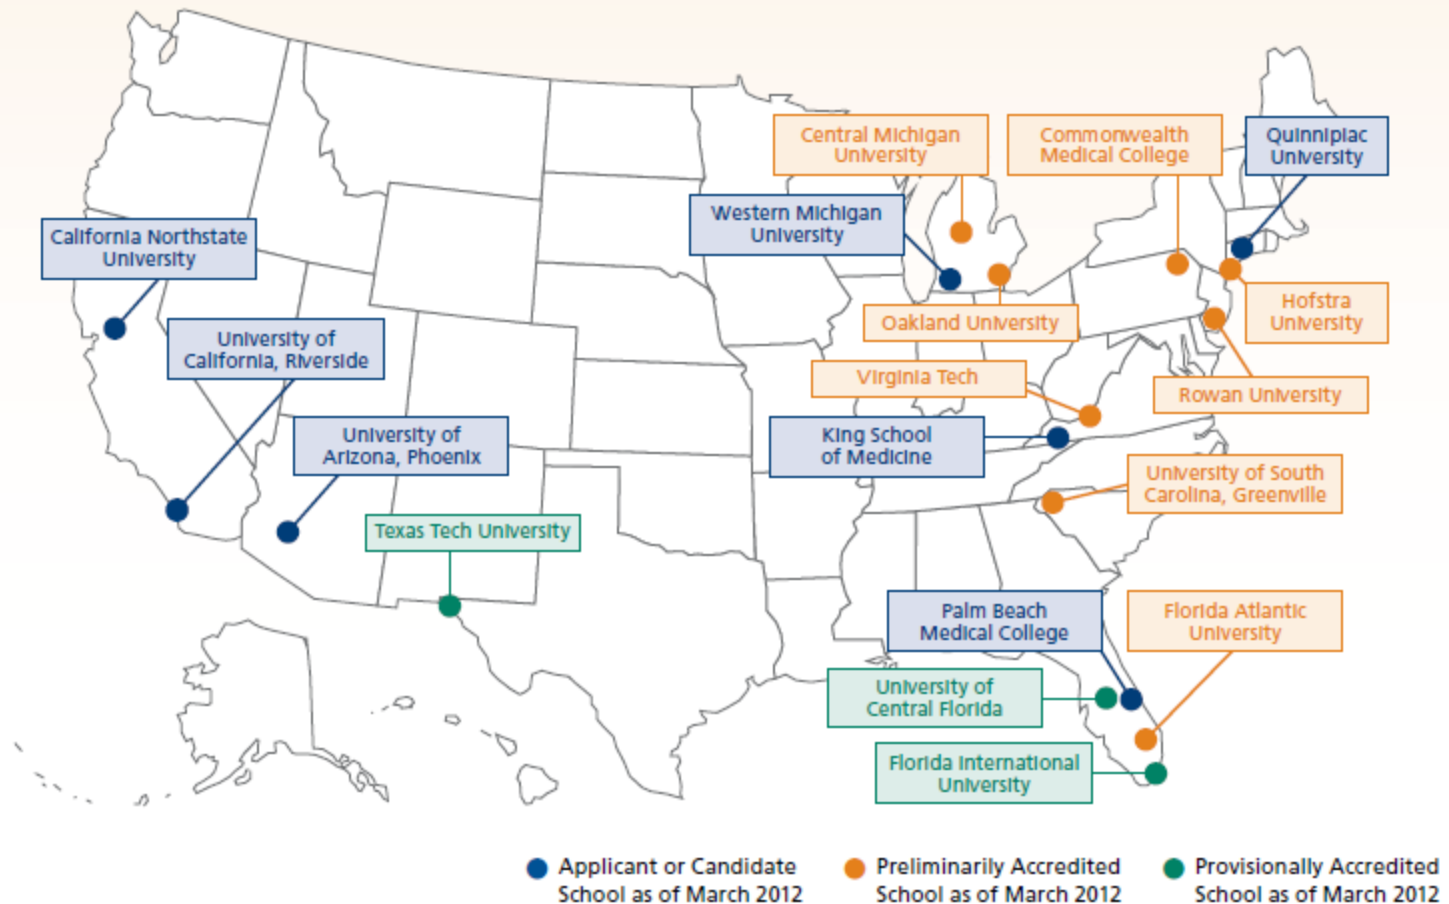 Central Michigan
University
Commonwealth
Medical College
Quinnipiac
University
Western Michigan
University
California Northstate
University
Hofstra
University
Oakland University
University of
California, Riverside
Virginia Tech
Rowan University
University of
Arizona, Phoenix
King School
of Medicine
University of South
Carolina, Greenville
Texas Tech University
Palm Beach
Medical College
Florida Atlantic
University
University of
Central Florida
Florida International
University
Applicant or Candidate
School as of March 2012
Preliminarily Accredited
School as of March 2012
Provisionally Accredited
School as of March 2012